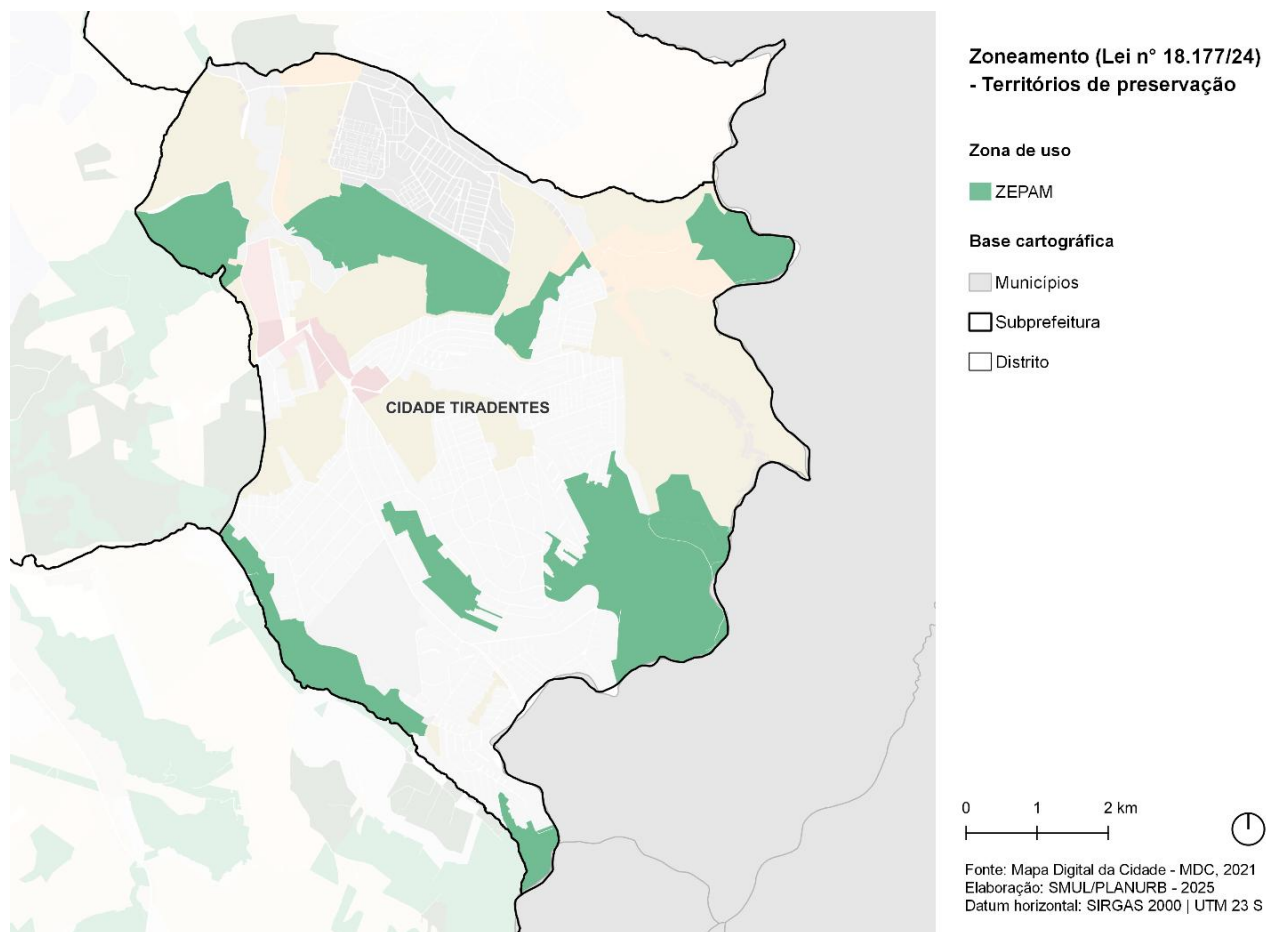 Zoneamento (Lei n° 18.177/24)
- Territórios de preservação
Zona de uso
ZEPAM
Base cartográfica
Municípios
Subprefeitura
Distrito
CIDADE TIRADENTES
0 1 2 km
Fonte: Mapa Digital da Cidade - MDC, 2021
Elaboração: SMUL/PLANURB - 2025
Datum horizontal: SIRGAS 2000 | UTM 23 S